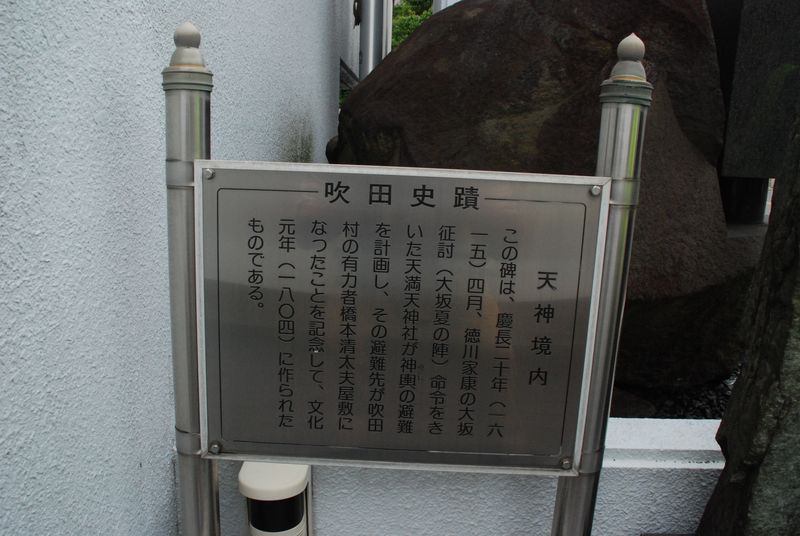 吹田史蹟
天神境内
この碑は、慶長二十年（一六
一五）四月、徳川家康の大坂
征討（大坂夏の陣）命令をき
いた天満天神社が神輿の避難
を計画し、その避難先が吹田
村の有力者橋本清太夫屋敷に
なったことを記念して、文化
元年（一八〇四）に作られた
ものである。